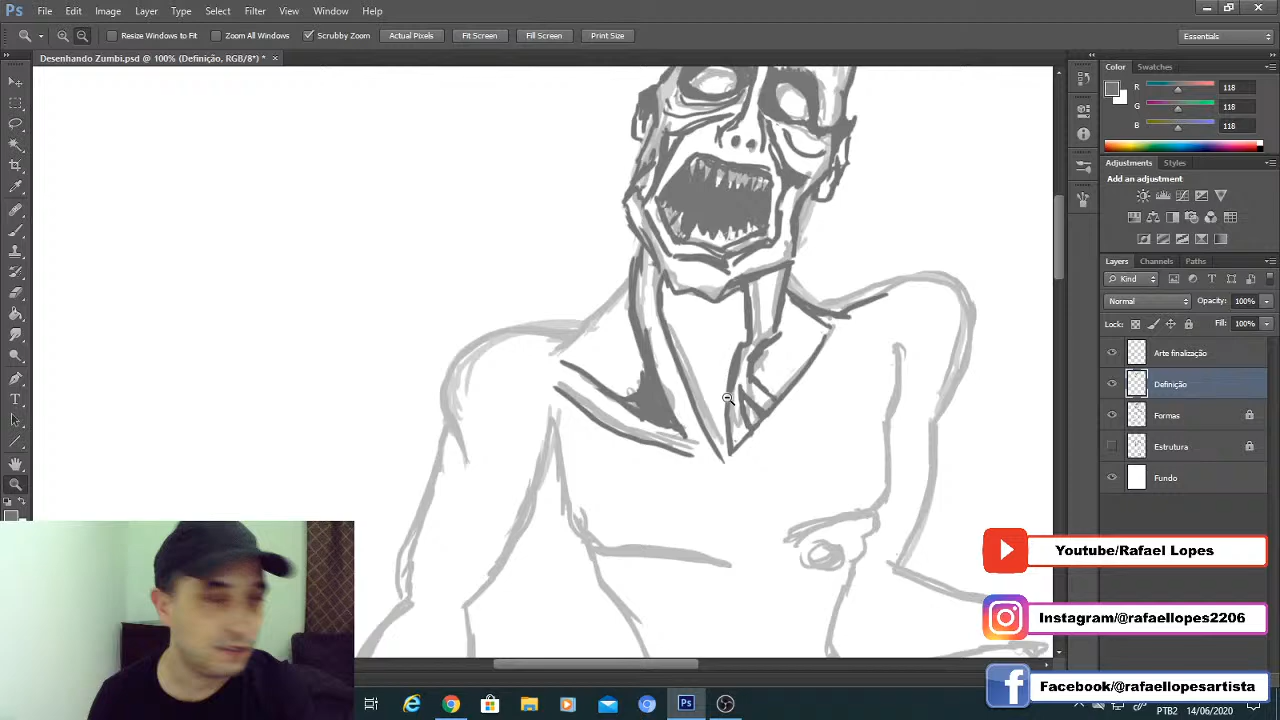 Ps File Edit Image Layer Type Select Filter View Window Help
Resize Windows to Fit Zoom All Windows Scrubby Zoom Actual Pixels Fit Screen Fill Screen Print Size Essentials
Desenhando Zumbi.psd @ 100% (Definição, RGB/8*) *
Color Swatches
R 118
G 118
B 118
Adjustments Styles
Add an adjustment
Layers Channels Paths
Kind
Normal Opacity: 100%
Lock: Fill: 100%
Arte finalização
Definição
Formas
Estrutura
Fundo
Youtube/Rafael Lopes
Instagram/@rafaellopes2206
Facebook/@rafaellopesartista
Ps
PTB2 14/06/2020